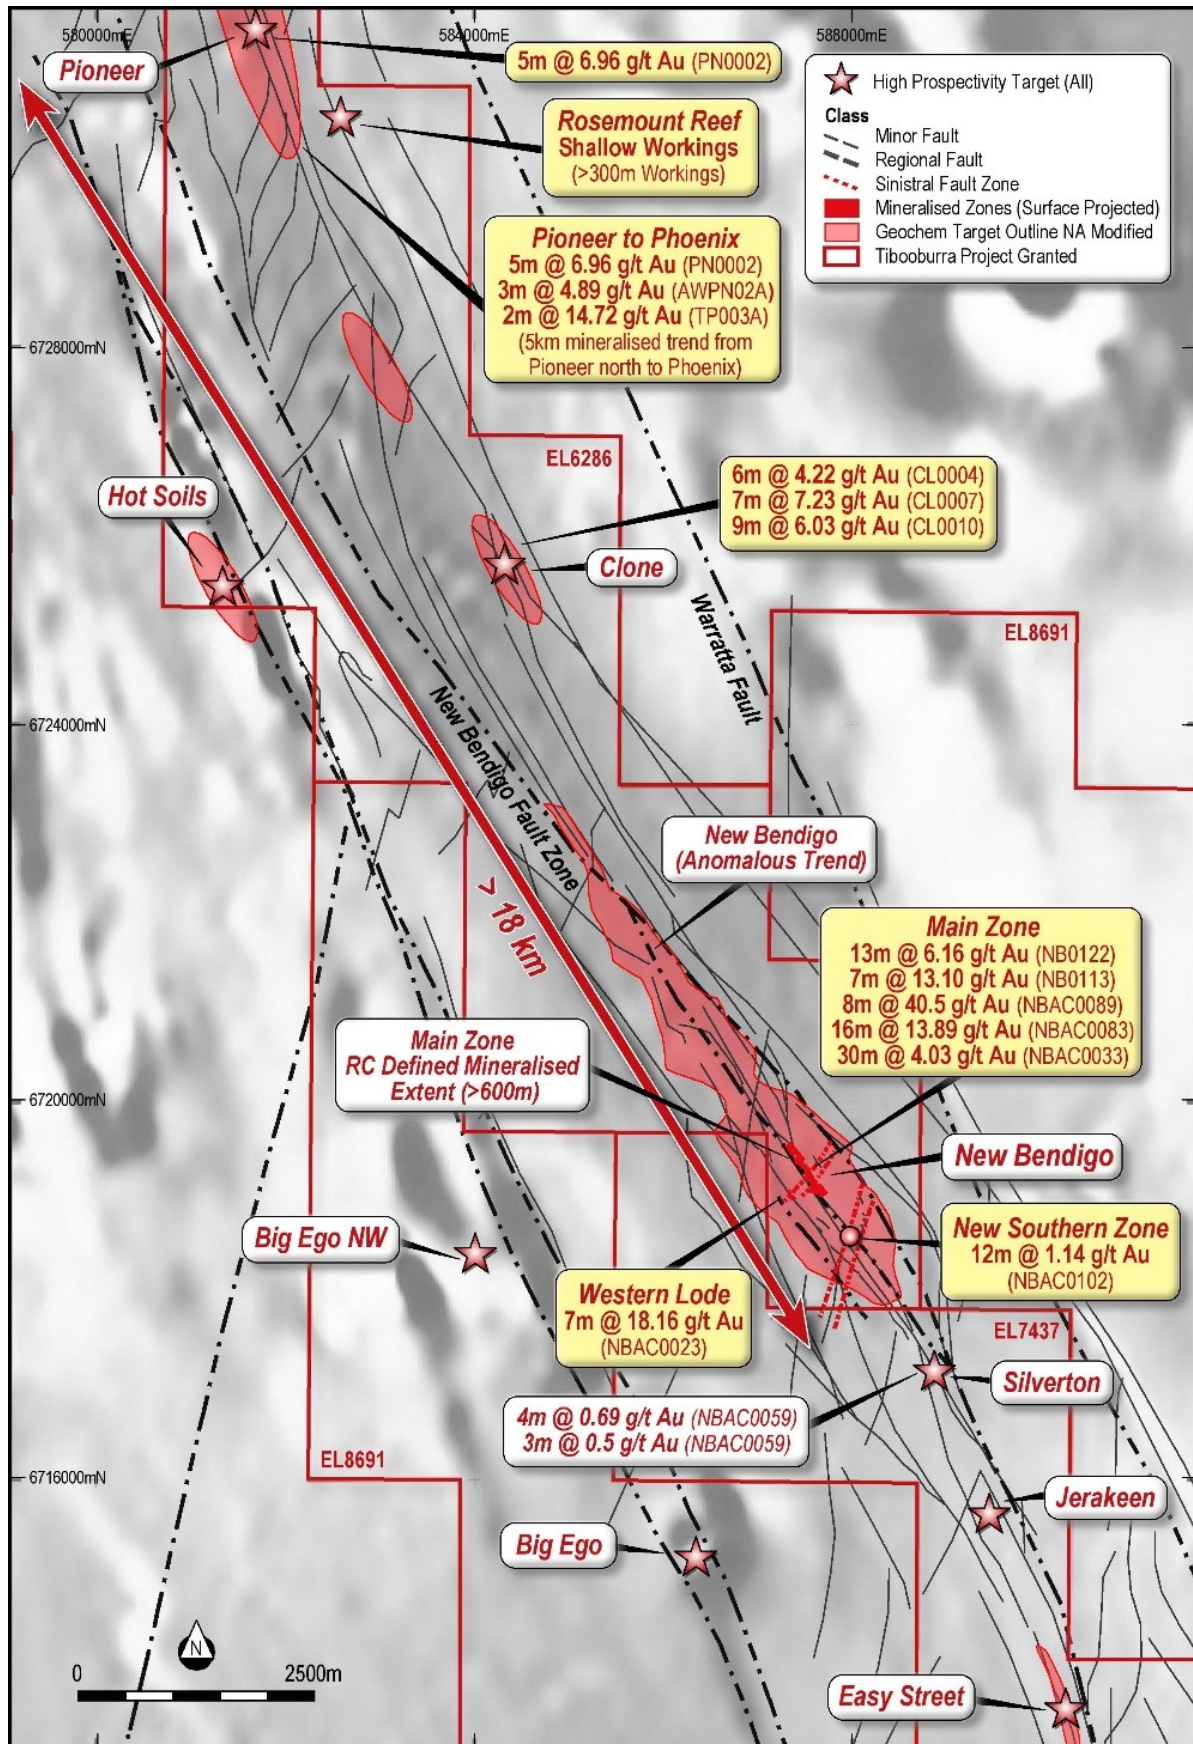 580000mE
584000mE
588000mE
Pioneer
5m @ 6.96 g/t Au (PN0002)
High Prospectivity Target (All)
Class
Minor Fault
Regional Fault
Sinistral Fault Zone
Mineralised Zones (Surface Projected)
Geochem Target Outline NA Modified
Tibooburra Project Granted
Rosemount Reef
Shallow Workings
(>300m Workings)
Pioneer to Phoenix
5m @ 6.96 g/t Au (PN0002)
3m @ 4.89 g/t Au (AWPN02A)
2m @ 14.72 g/t Au (TP003A)
(5km mineralised trend from
Pioneer north to Phoenix)
6728000mN
EL6286
Hot Soils
6m @ 4.22 g/t Au (CL0004)
7m @ 7.23 g/t Au (CL0007)
9m @ 6.03 g/t Au (CL0010)
Clone
Warratta Fault
EL8691
6724000mN
New Bendigo Fault Zone
> 18 km
New Bendigo
(Anomalous Trend)
Main Zone
13m @ 6.16 g/t Au (NB0122)
7m @ 13.10 g/t Au (NB0113)
8m @ 40.5 g/t Au (NBAC0089)
16m @ 13.89 g/t Au (NBAC0083)
30m @ 4.03 g/t Au (NBAC0033)
Main Zone
RC Defined Mineralised
Extent (>600m)
6720000mN
New Bendigo
Big Ego NW
New Southern Zone
12m @ 1.14 g/t Au
(NBAC0102)
Western Lode
7m @ 18.16 g/t Au
(NBAC0023)
EL7437
Silverton
4m @ 0.69 g/t Au (NBAC0059)
3m @ 0.5 g/t Au (NBAC0059)
EL8691
6716000mN
Jerakeen
Big Ego
N
0 2500m
Easy Street